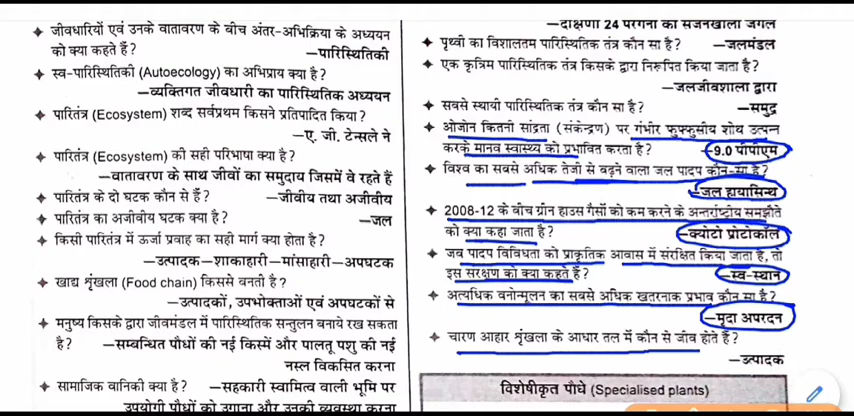 ✦ जीवधारियों एवं उनके वातावरण के बीच अंतर-अभिक्रिया के अध्ययन
को क्या कहते हैं? —पारिस्थितिकी
✦ स्व-पारिस्थितिकी (Autoecology) का अभिप्राय क्या है?
—व्यक्तिगत जीवधारी का पारिस्थितिक अध्ययन
✦ पारितंत्र (Ecosystem) शब्द सर्वप्रथम किसने प्रतिपादित किया?
—ए. जी. टेन्सले ने
✦ पारितंत्र (Ecosystem) की सही परिभाषा क्या है?
—वातावरण के साथ जीवों का समुदाय जिसमें वे रहते हैं
✦ पारितंत्र के दो घटक कौन से हैं? —जीवीय तथा अजीवीय
✦ पारितंत्र का अजीवीय घटक क्या है? —जल
✦ किसी पारितंत्र में ऊर्जा प्रवाह का सही मार्ग क्या होता है?
—उत्पादक—शाकाहारी—मांसाहारी—अपघटक
✦ खाद्य शृंखला (Food chain) किससे बनती है?
—उत्पादकों, उपभोक्ताओं एवं अपघटकों से
✦ मनुष्य किसके द्वारा जीवमंडल में पारिस्थितिक सन्तुलन बनाये रख सकता
है? —सम्बन्धित पौधों की नई किस्में और पालतू पशु की नई
नस्ल विकसित करना
✦ सामाजिक वानिकी क्या है? —सहकारी स्वामित्व वाली भूमि पर
उपयोगी पौधों को उगाना और उनकी व्यवस्था करना
—दक्षिणी 24 परगना का सजनखाली जंगल
✦ पृथ्वी का विशालतम पारिस्थितिक तंत्र कौन सा है? —जलमंडल
✦ एक कृत्रिम पारिस्थितिक तंत्र किसके द्वारा निरूपित किया जाता है?
—जलजीवशाला द्वारा
✦ सबसे स्थायी पारिस्थितिक तंत्र कौन सा है? —समुद्र
✦ ओजोन कितनी सांद्रता (संकेन्द्रण) पर गंभीर फुफ्फुसीय शोथ उत्पन्न
करके मानव स्वास्थ्य को प्रभावित करता है? —9.0 पीपीएम
✦ विश्व का सबसे अधिक तेजी से बढ़ने वाला जल पादप कौन-सा है?
—जल हायसिन्थ
✦ 2008-12 के बीच ग्रीन हाउस गैसों को कम करने के अन्तर्राष्ट्रीय समझौते
को क्या कहा जाता है? —क्योटो प्रोटोकॉल
✦ जब पादप विविधता को प्राकृतिक आवास में संरक्षित किया जाता है, तो
इस संरक्षण को क्या कहते हैं? —स्व-स्थान
✦ अत्यधिक वनोन्मूलन का सबसे अधिक खतरनाक प्रभाव कौन सा है?
—मृदा अपरदन
✦ चारण आहार शृंखला के आधार तल में कौन से जीव होते हैं?
—उत्पादक
विशेषीकृत पौधे (Specialised plants)